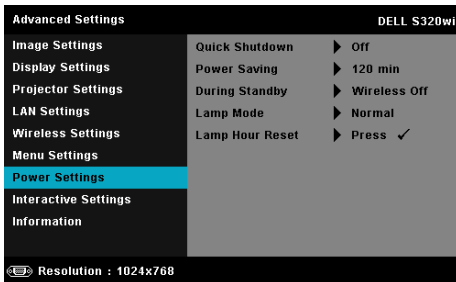 Advanced Settings DELL S320wi
Image Settings
Display Settings
Projector Settings
LAN Settings
Wireless Settings
Menu Settings
Power Settings
Interactive Settings
Information
Quick Shutdown Off
Power Saving 120 min
During Standby Wireless Off
Lamp Mode Normal
Lamp Hour Reset Press ✓
Resolution : 1024x768